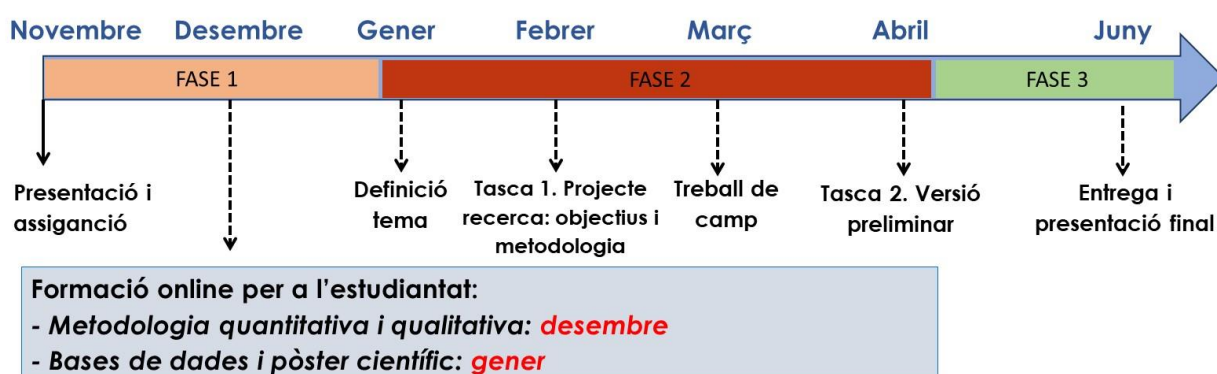 Novembre Desembre Gener Febrer Març Abril Juny
FASE 1 FASE 2 FASE 3
Presentació i
assiganció
Definició
tema
Tasca 1. Projecte
recerca: objectius i
metodologia
Treball de
camp
Tasca 2. Versió
preliminar
Entrega i
presentació final
Formació online per a l'estudiantat:
- Metodologia quantitativa i qualitativa: desembre
- Bases de dades i pòster científic: gener